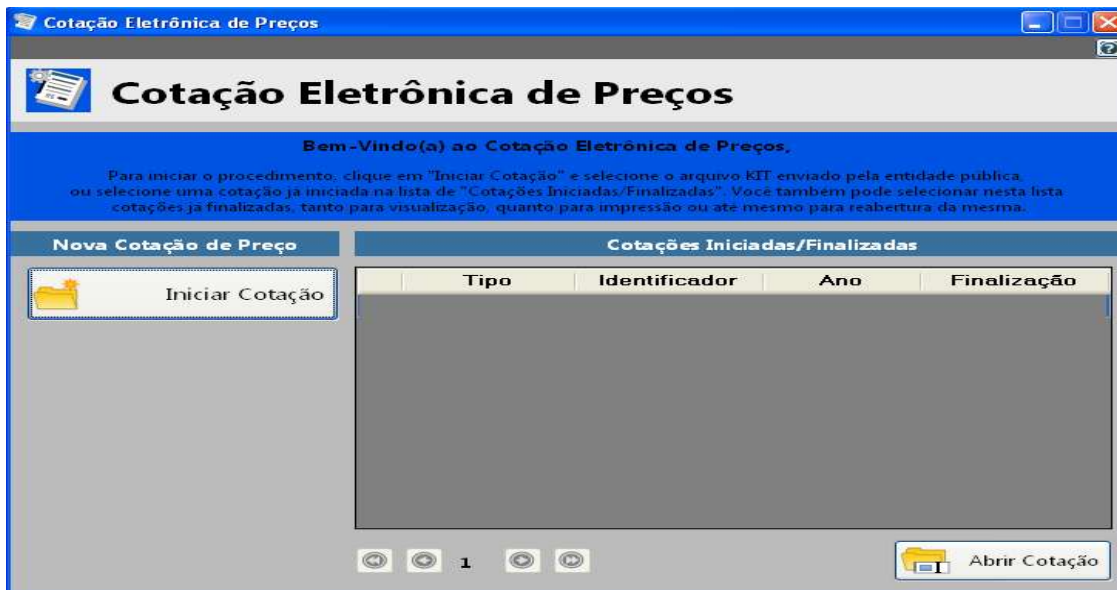 Cotação Eletrônica de Preços
Cotação Eletrônica de Preços
Bem-Vindo(a) ao Cotação Eletrônica de Preços,
Para iniciar o procedimento, clique em "Iniciar Cotação" e selecione o arquivo KIT enviado pela entidade pública,
ou selecione uma cotação já iniciada na lista de "Cotações Iniciadas/Finalizadas". Você também pode selecionar nesta lista
cotações já finalizadas, tanto para visualização, quanto para impressão ou até mesmo para reabertura da mesma.
Nova Cotação de Preço
Cotações Iniciadas/Finalizadas
Iniciar Cotação
Tipo Identificador Ano Finalização
1
Abrir Cotação